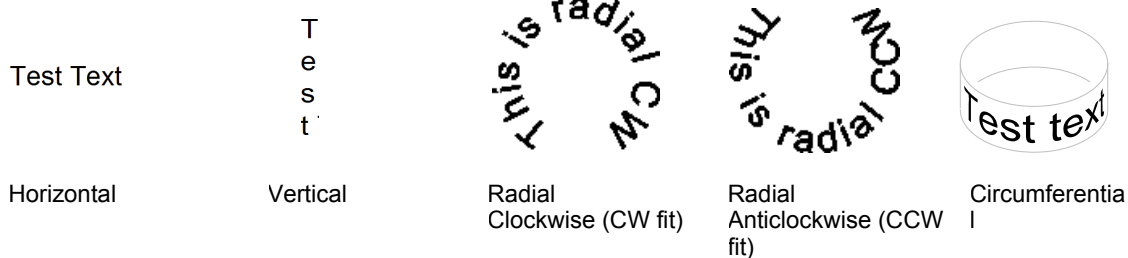 Test Text
T
e
s
t
This is radial CW
This is radial CCW
Test text
Horizontal
Vertical
Radial
Clockwise (CW fit)
Radial
Anticlockwise (CCW
fit)
Circumferentia
l